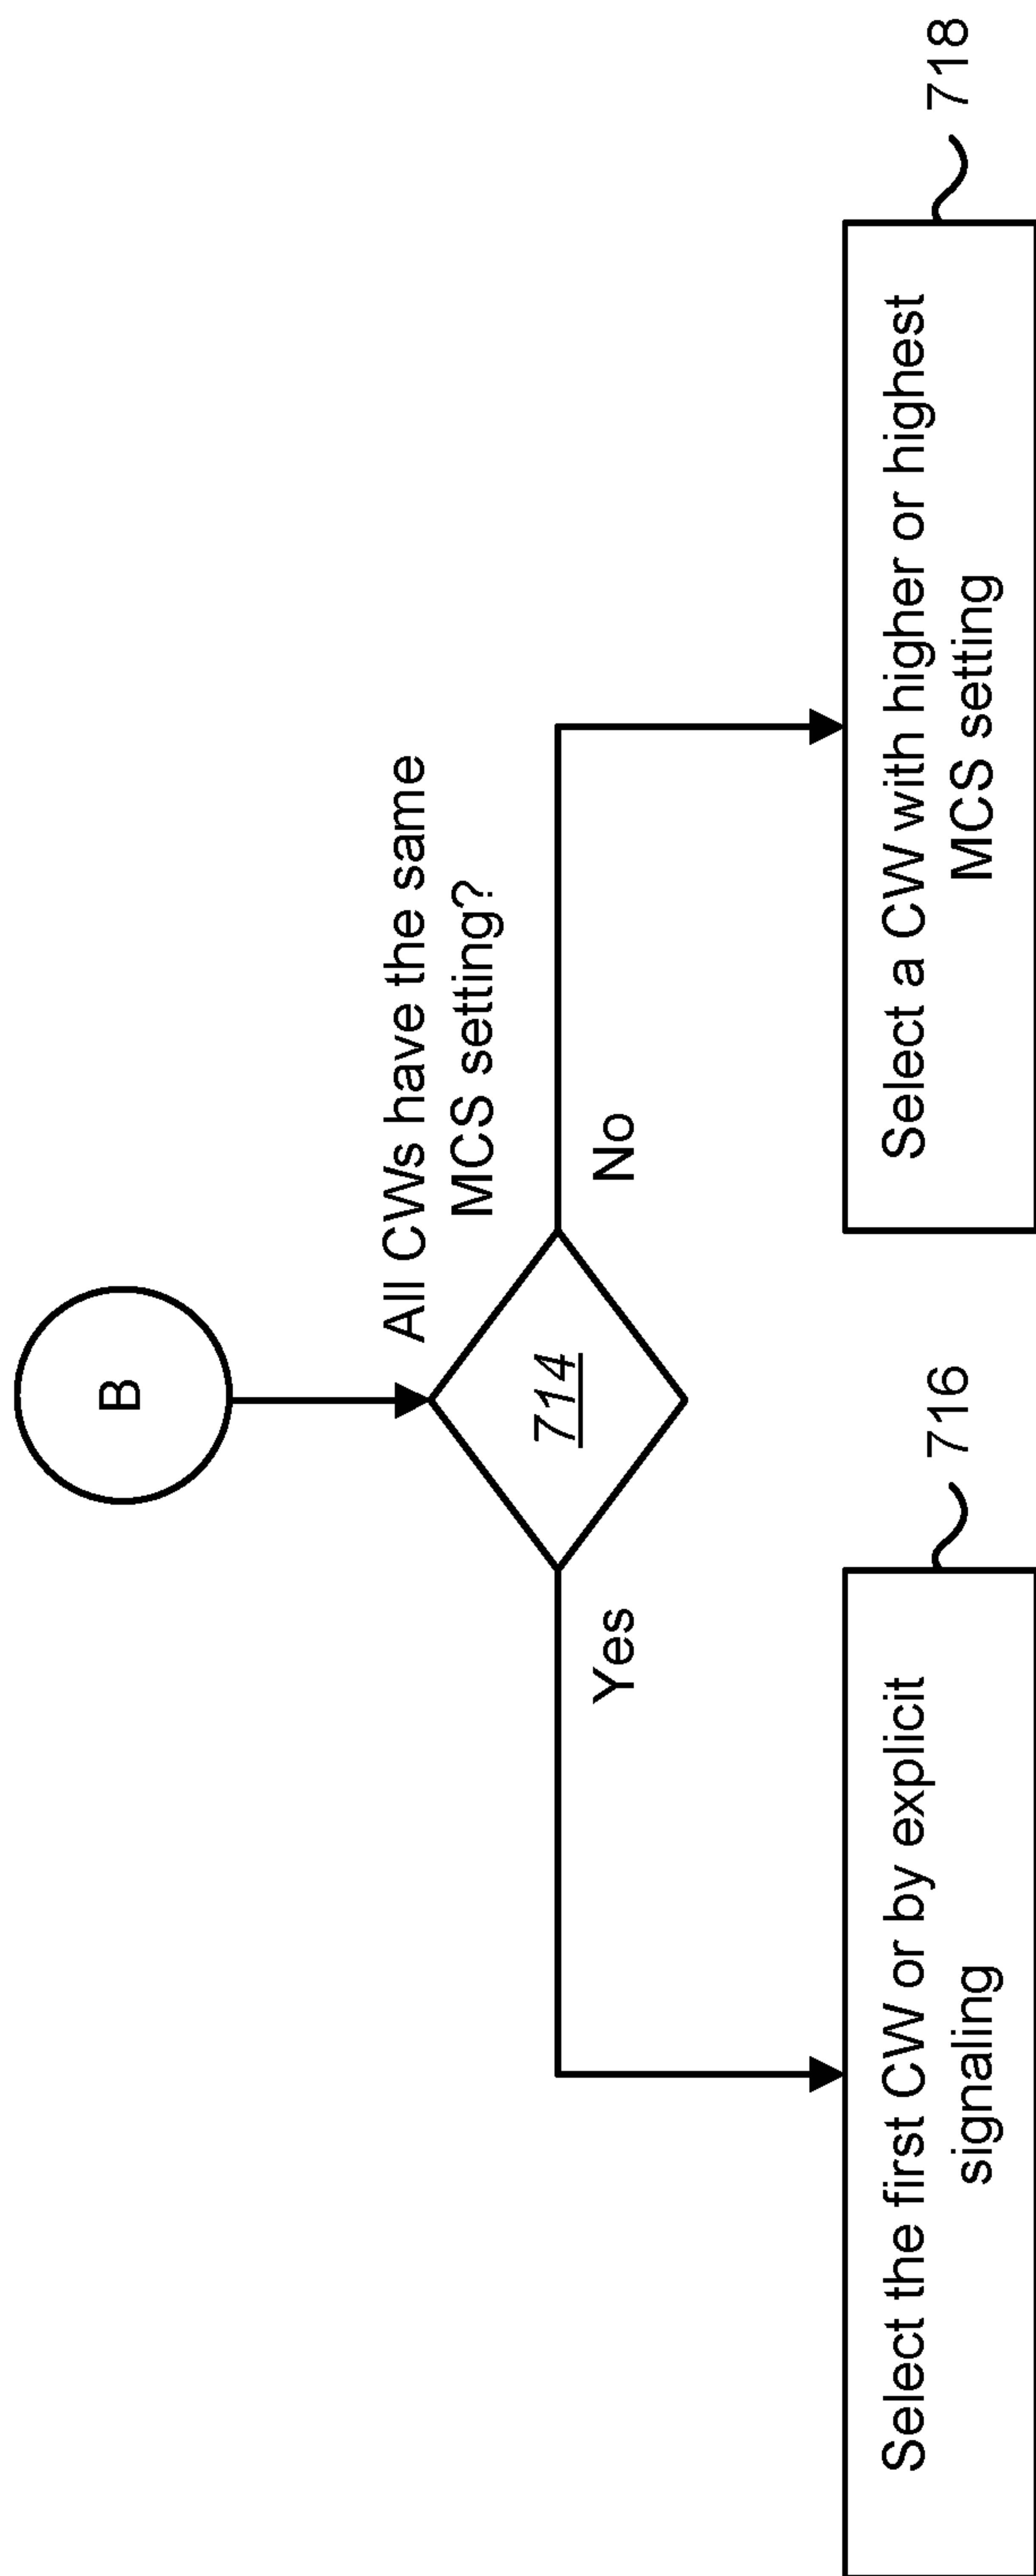 B
All CWs have the same
MCS setting?
714
Yes
No
Select the first CW or by explicit
signaling
716
Select a CW with higher or highest
MCS setting
718